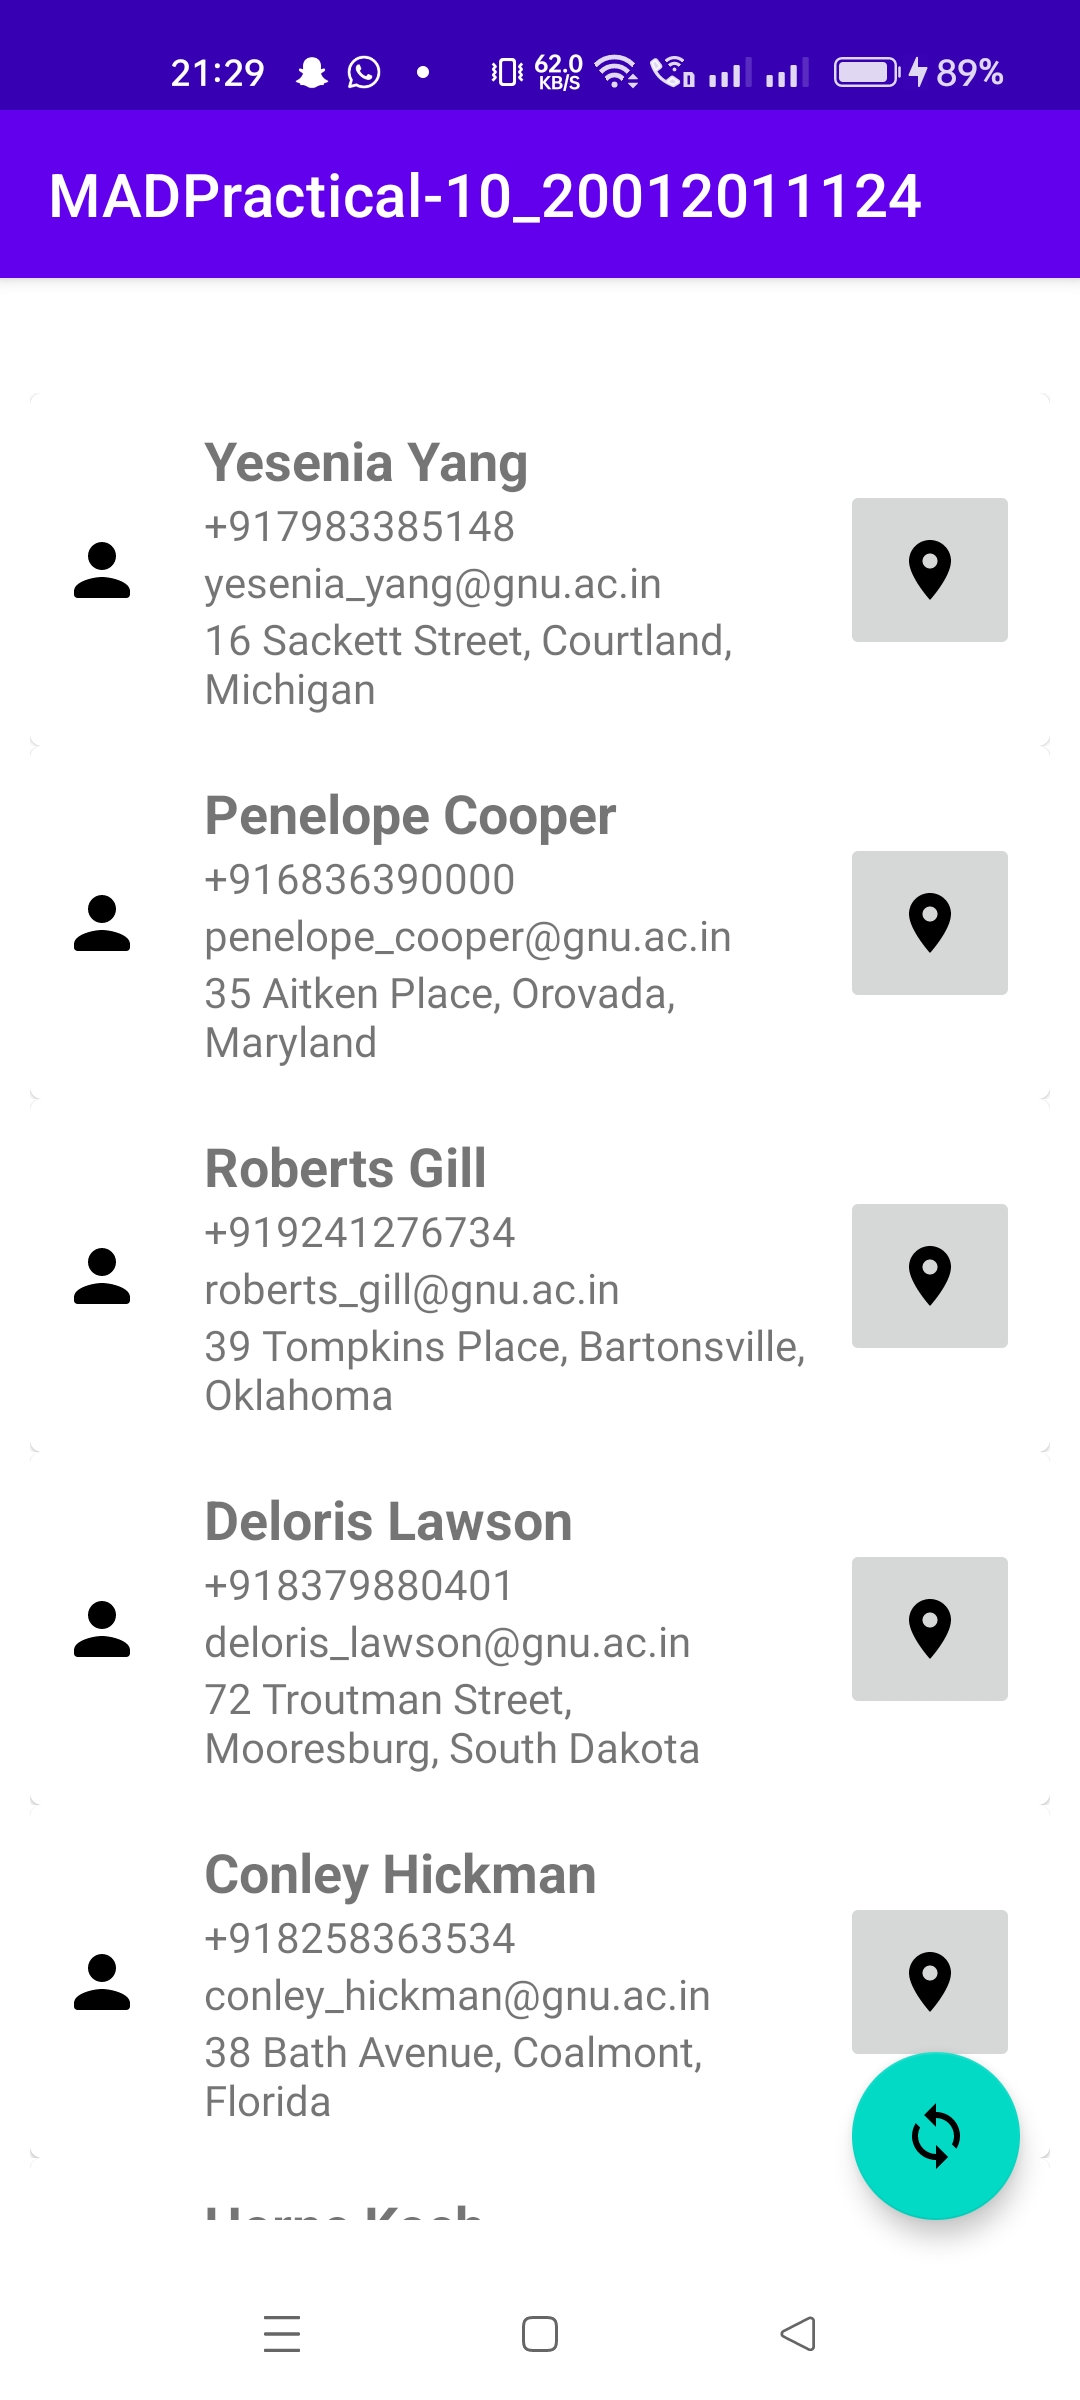 21:29
62.0
KB/S
89%
MADPractical-10_20012011124
Yesenia Yang
+917983385148
yesenia_yang@gnu.ac.in
16 Sackett Street, Courtland,
Michigan
Penelope Cooper
+916836390000
penelope_cooper@gnu.ac.in
35 Aitken Place, Orovada,
Maryland
Roberts Gill
+919241276734
roberts_gill@gnu.ac.in
39 Tompkins Place, Bartonsville,
Oklahoma
Deloris Lawson
+918379880401
deloris_lawson@gnu.ac.in
72 Troutman Street,
Mooresburg, South Dakota
Conley Hickman
+918258363534
conley_hickman@gnu.ac.in
38 Bath Avenue, Coalmont,
Florida